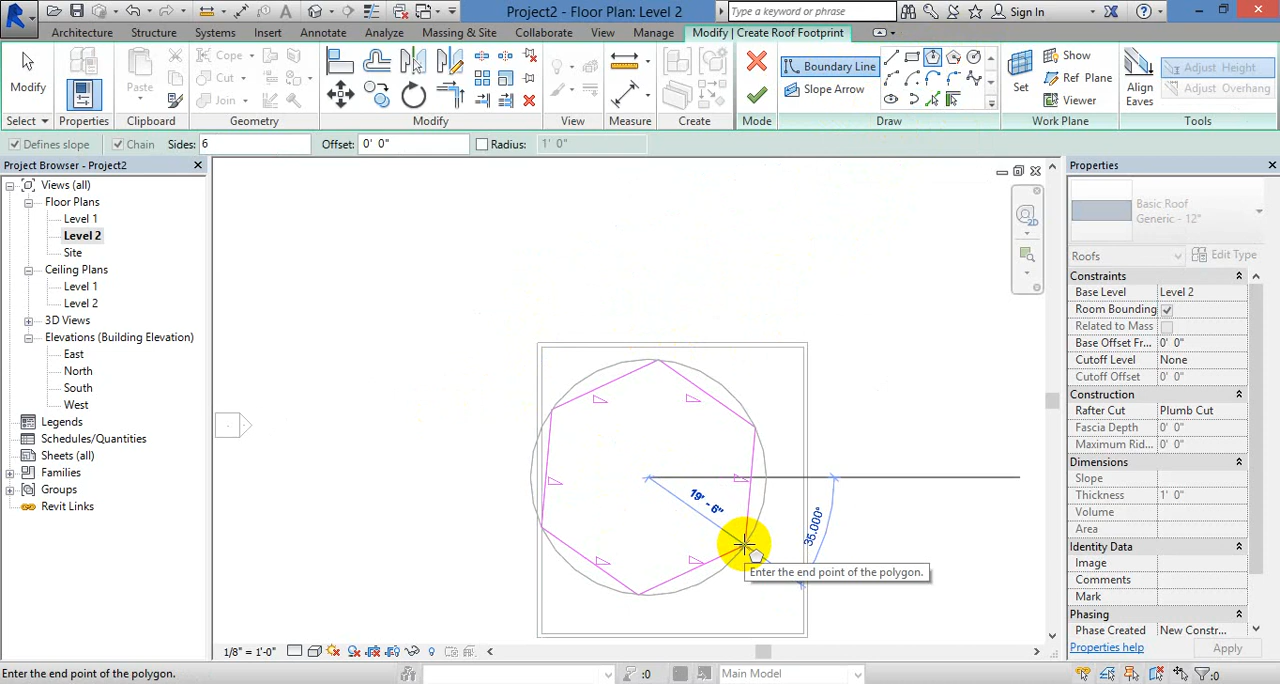 Project2 - Floor Plan: Level 2
Type a keyword or phrase
Sign In
Architecture Structure Systems Insert Annotate Analyze Massing & Site Collaborate View Manage Modify | Create Roof Footprint
Modify
Paste
Cope
Cut
Join
Boundary Line
Slope Arrow
Set
Show
Ref Plane
Viewer
Align Eaves
Adjust Height
Adjust Overhang
Select Properties Clipboard Geometry Modify View Measure Create Mode Draw Work Plane Tools
Defines slope Chain Sides: 6 Offset: 0' 0" Radius: 1' 0"
Project Browser - Project2
Views (all)
Floor Plans
Level 1
Level 2
Site
Ceiling Plans
Level 1
Level 2
3D Views
Elevations (Building Elevation)
East
North
South
West
Legends
Schedules/Quantities
Sheets (all)
Families
Groups
Revit Links
2D
19' - 6"
35.000°
Enter the end point of the polygon.
Properties
Basic Roof
Generic - 12"
Roofs Edit Type
Constraints
Base Level Level 2
Room Bounding
Related to Mass
Base Offset Fr... 0' 0"
Cutoff Level None
Cutoff Offset 0' 0"
Construction
Rafter Cut Plumb Cut
Fascia Depth 0' 0"
Maximum Rid... 0' 0"
Dimensions
Slope
Thickness 1' 0"
Volume
Area
Identity Data
Image
Comments
Mark
Phasing
Phase Created New Constr...
Properties help Apply
1/8" = 1'-0"
Enter the end point of the polygon.
:0
Main Model
:0